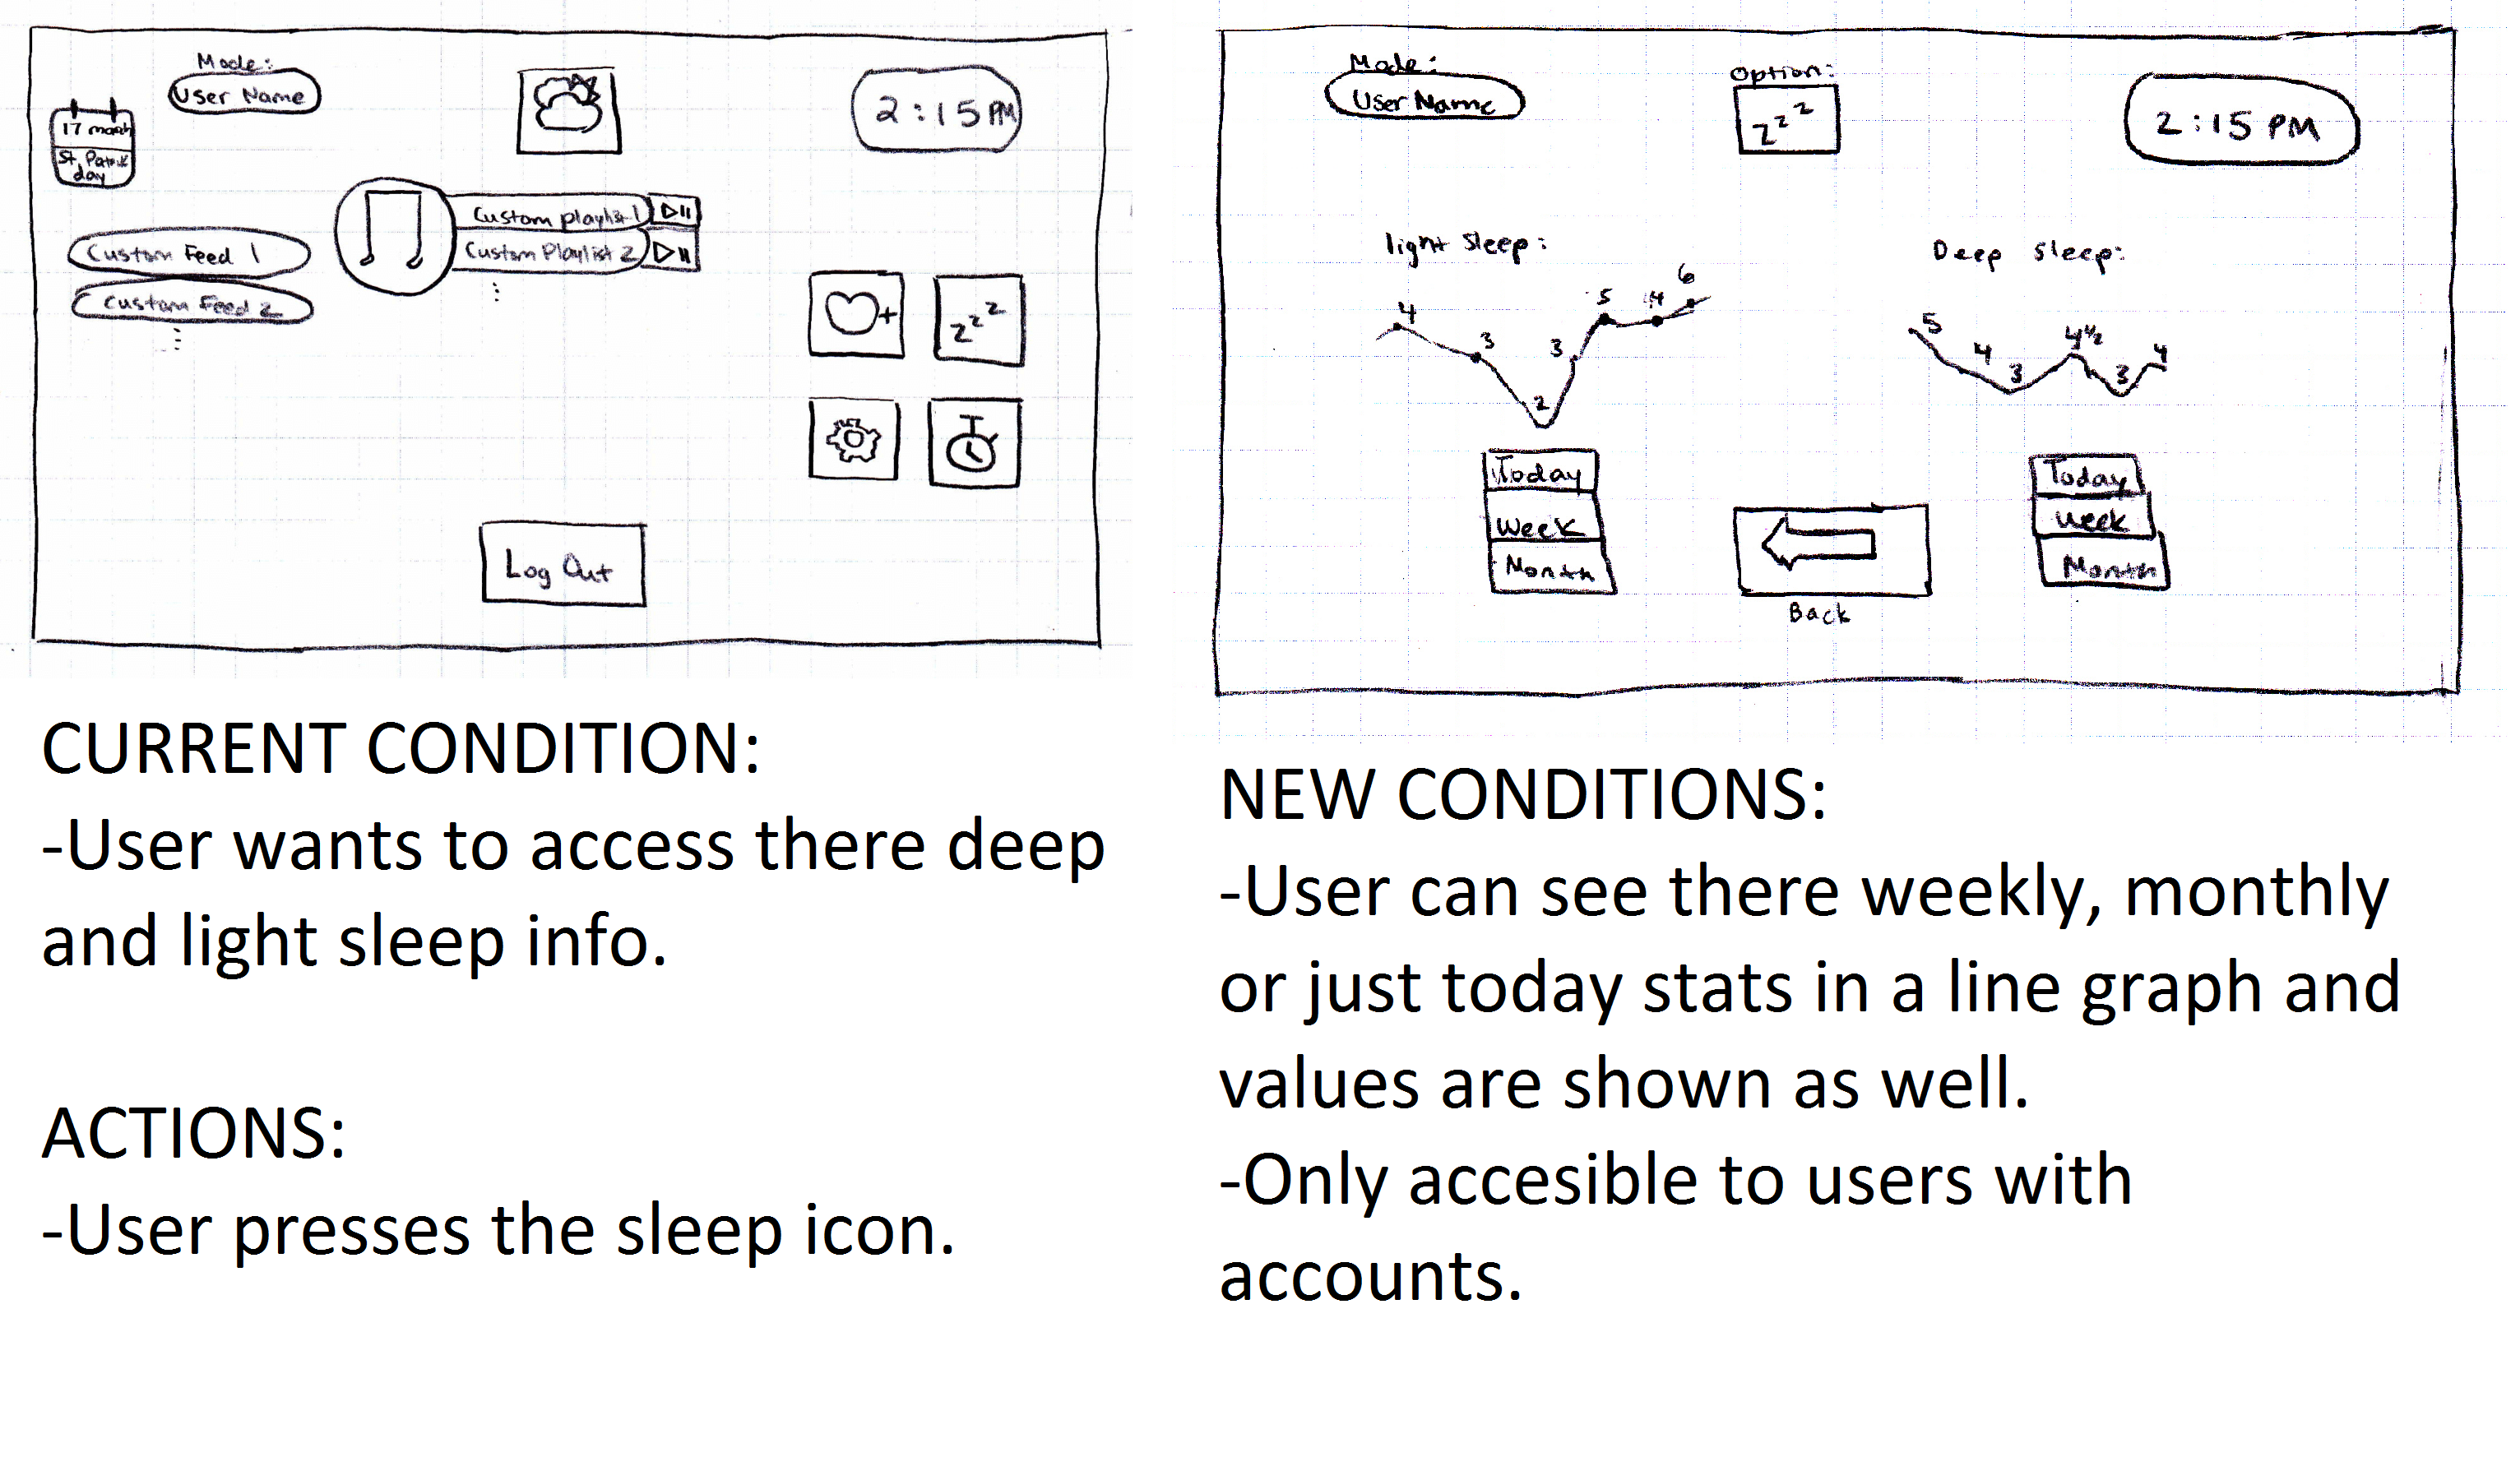 Mode:
User Name
17 march
St. Patrick
day
2:15 PM
Custom playlist 1
Custom Playlist 2
Custom Feed 1
Custom Feed 2
z z z
Log Out
Mode:
User Name
Option:
z z z
2:15 PM
light sleep:
4 3 2 3 5 4 6
Deep sleep:
5 4 3 4½ 3 4
Today
Week
Month
Back
Today
Week
Month
CURRENT CONDITION:
-User wants to access there deep
and light sleep info.
ACTIONS:
-User presses the sleep icon.
NEW CONDITIONS:
-User can see there weekly, monthly
or just today stats in a line graph and
values are shown as well.
-Only accesible to users with
accounts.